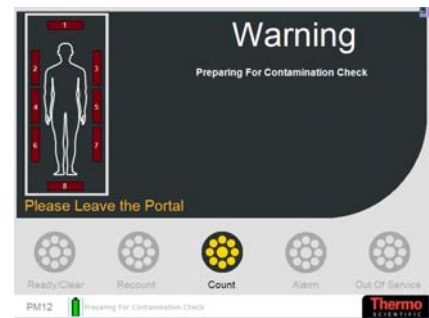 Warning
Preparing For Contamination Check
1
2 3
4 5
6 7
8
Please Leave the Portal
Ready/Clear Recount Count Alarm Out Of Service
PM12 Preparing For Contamination Check
Thermo
SCIENTIFIC